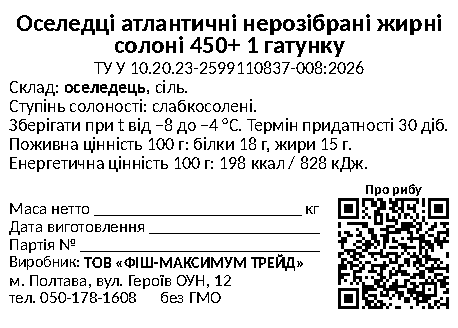 Оселедці атлантичні нерозібрані жирні
солоні 450+ 1 гатунку
ТУ У 10.20.23-2599110837-008:2026
Склад: оселедець, сіль.
Ступінь солоності: слабкосолені.
Зберігати при t від −8 до −4 °С. Термін придатності 30 діб.
Поживна цінність 100 г: білки 18 г, жири 15 г.
Енергетична цінність 100 г: 198 ккал / 828 кДж.
Про рибу
Маса нетто ________________________ кг
Дата виготовлення ____________________
Партія № ____________________________
Виробник: ТОВ «ФІШ-МАКСИМУМ ТРЕЙД»
м. Полтава, вул. Героїв ОУН, 12
тел. 050-178-1608 без ГМО